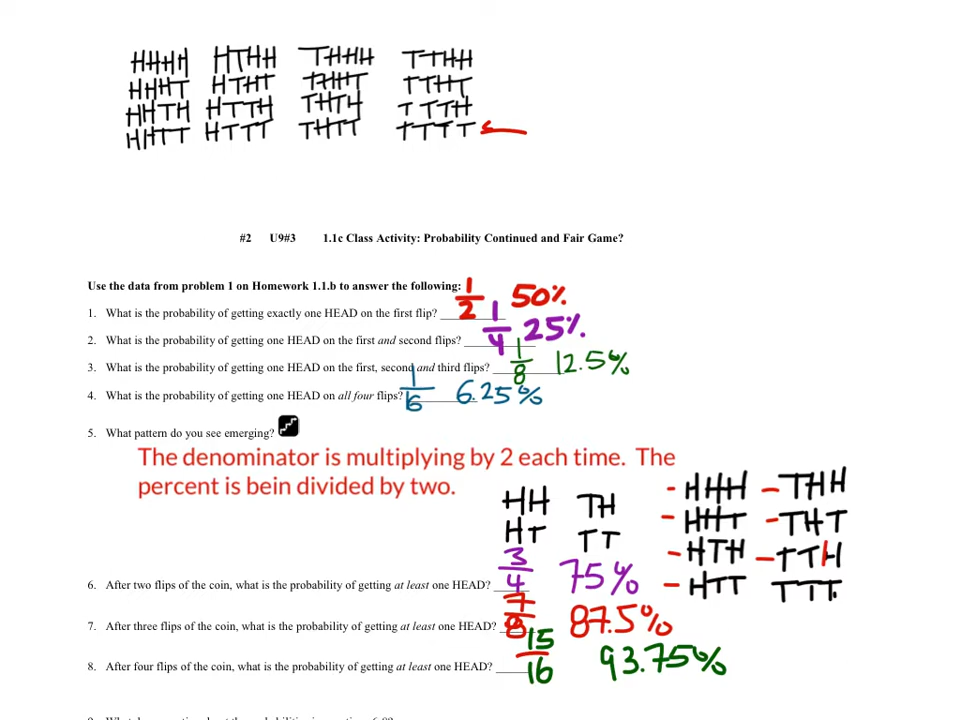 HHHH HTHH THHH TTHH
HHHT HTHT THHT TTHT
HHTH HTTH THTH TTTH
HHTT HTTT THTT TTTT
#2 U9#3 1.1c Class Activity: Probability Continued and Fair Game?
Use the data from problem 1 on Homework 1.1.b to answer the following:
1. What is the probability of getting exactly one HEAD on the first flip? ________ 1/2 50%
2. What is the probability of getting one HEAD on the first and second flips? ________ 1/4 25%
3. What is the probability of getting one HEAD on the first, second and third flips? ________ 1/8 12.5%
4. What is the probability of getting one HEAD on all four flips? ________ 1/6 6.25%
5. What pattern do you see emerging?
The denominator is multiplying by 2 each time. The
percent is bein divided by two.
HH TH - HHH - THH
HT TT - HHT - THT
- HTH - TTH
- HTT TTT
6. After two flips of the coin, what is the probability of getting at least one HEAD? ______ 3/4 75%
7. After three flips of the coin, what is the probability of getting at least one HEAD? ______ 7/8 87.5%
8. After four flips of the coin, what is the probability of getting at least one HEAD? ______ 15/16 93.75%